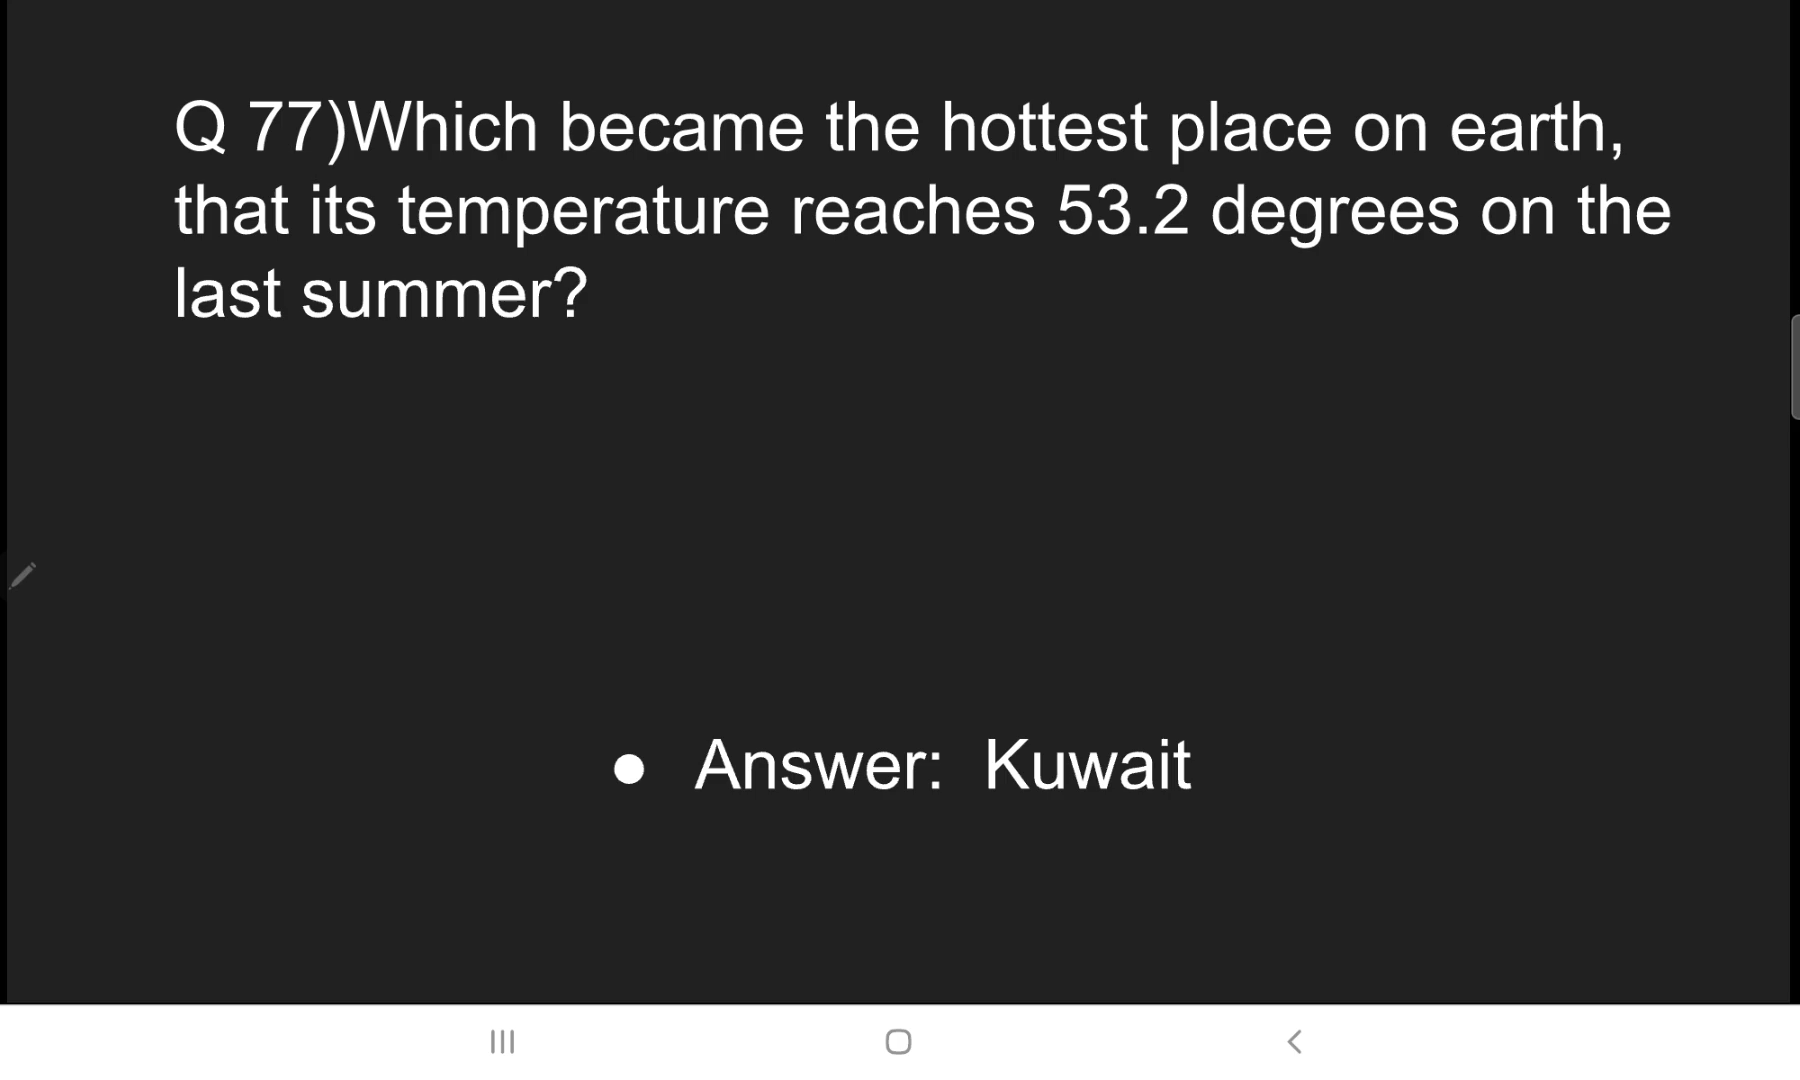 Q 77)Which became the hottest place on earth,
that its temperature reaches 53.2 degrees on the
last summer?
● Answer: Kuwait